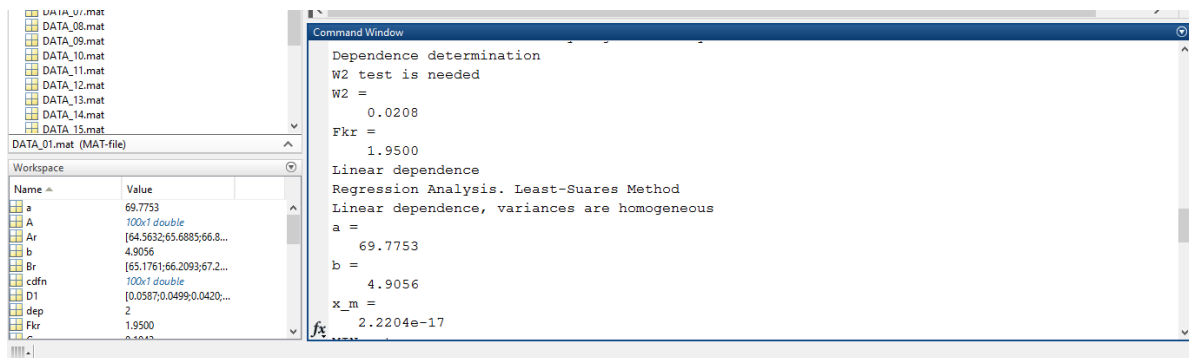 DATA_07.mat
DATA_08.mat
DATA_09.mat
DATA_10.mat
DATA_11.mat
DATA_12.mat
DATA_13.mat
DATA_14.mat
DATA_15.mat
DATA_01.mat (MAT-file)
Workspace
Name Value
a 69.7753
A 100x1 double
Ar [64.5632;65.6885;66.8...
b 4.9056
Br [65.1761;66.2093;67.2...
cdfn 100x1 double
D1 [0.0587;0.0499;0.0420;...
dep 2
Fkr 1.9500
Command Window
Dependence determination
W2 test is needed
W2 =
0.0208
Fkr =
1.9500
Linear dependence
Regression Analysis. Least-Suares Method
Linear dependence, variances are homogeneous
a =
69.7753
b =
4.9056
x_m =
2.2204e-17
fx